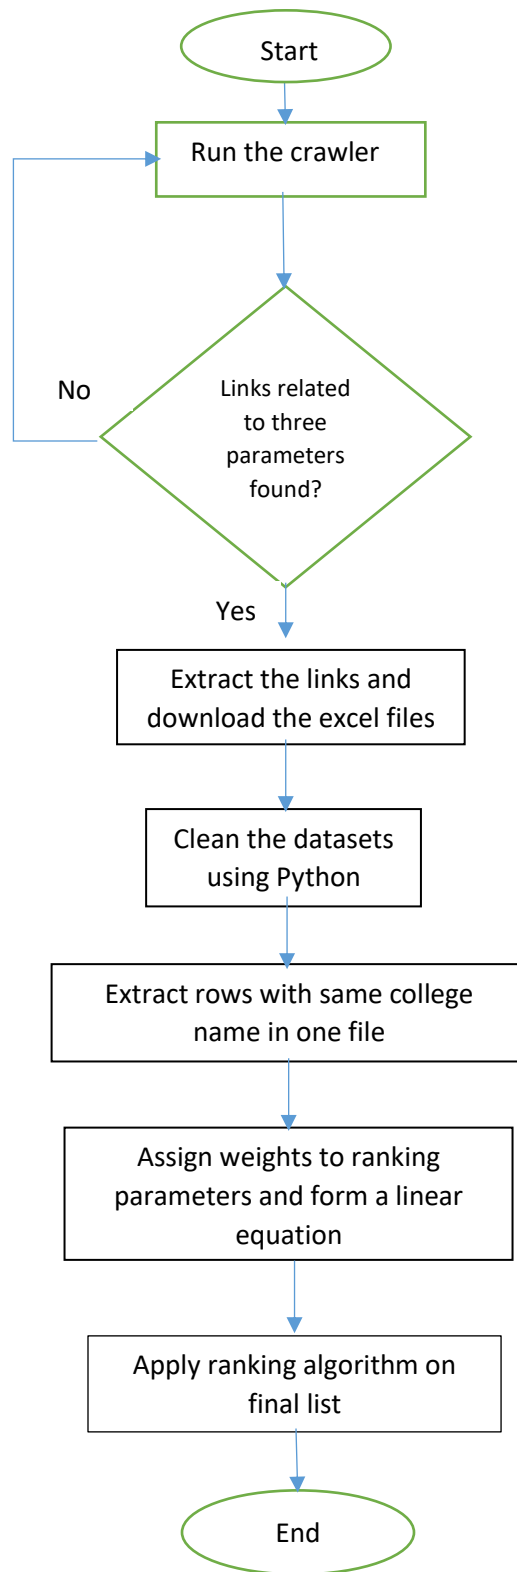 Start
Run the crawler
No
Links related
to three
parameters
found?
Yes
Extract the links and
download the excel files
Clean the datasets
using Python
Extract rows with same college
name in one file
Assign weights to ranking
parameters and form a linear
equation
Apply ranking algorithm on
final list
End